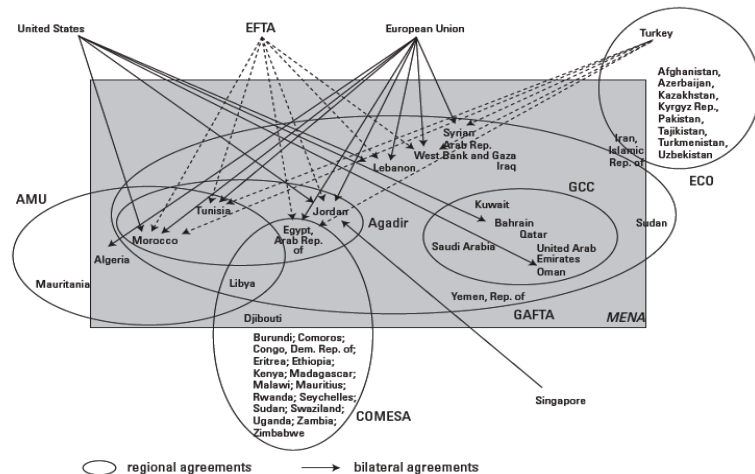 United States
EFTA
European Union
Turkey
Afghanistan,
Azerbaijan,
Kazakhstan,
Kyrgyz Rep.,
Pakistan,
Tajikistan,
Turkmenistan,
Uzbekistan
Iran,
Islamic
Rep. of
ECO
Syrian
Arab Rep.
West Bank and Gaza
Iraq
Lebanon
GCC
AMU
Tunisia
Jordan
Agadir
Kuwait
Bahrain
Qatar
Saudi Arabia
United Arab
Emirates
Oman
Sudan
Morocco
Egypt,
Arab Rep.
of
Algeria
Mauritania
Libya
Yemen, Rep. of
Djibouti
GAFTA
MENA
Burundi; Comoros;
Congo, Dem. Rep. of;
Eritrea; Ethiopia;
Kenya; Madagascar;
Malawi; Mauritius;
Rwanda; Seychelles;
Sudan; Swaziland;
Uganda; Zambia;
Zimbabwe
COMESA
Singapore
regional agreements
bilateral agreements